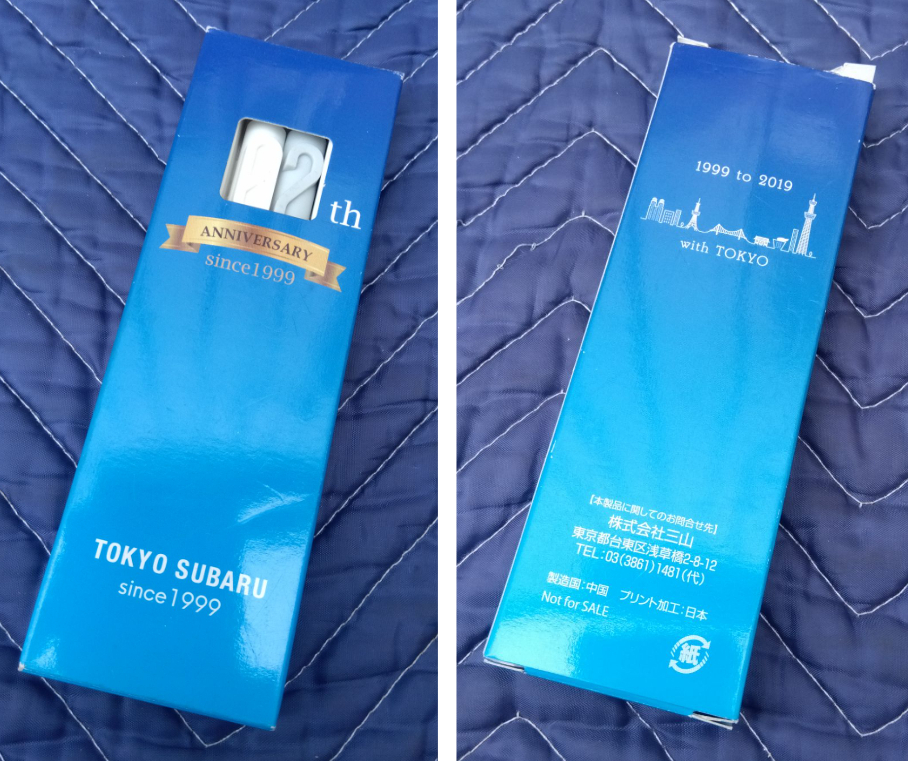 2
th
ANNIVERSARY
since1999
TOKYO SUBARU
since1999
1999 to 2019
with TOKYO
【本製品に関してのお問合せ先】
株式会社三山
東京都台東区浅草橋2-8-12
TEL:03(3861)1481(代)
製造国:中国 プリント加工:日本
Not for SALE
紙